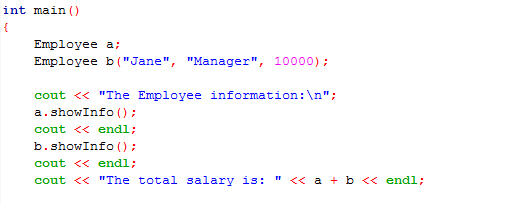 int main()
{
Employee a;
Employee b("Jane", "Manager", 10000);
cout << "The Employee information:\n";
a.showInfo();
cout << endl;
b.showInfo();
cout << endl;
cout << "The total salary is: " << a + b << endl;